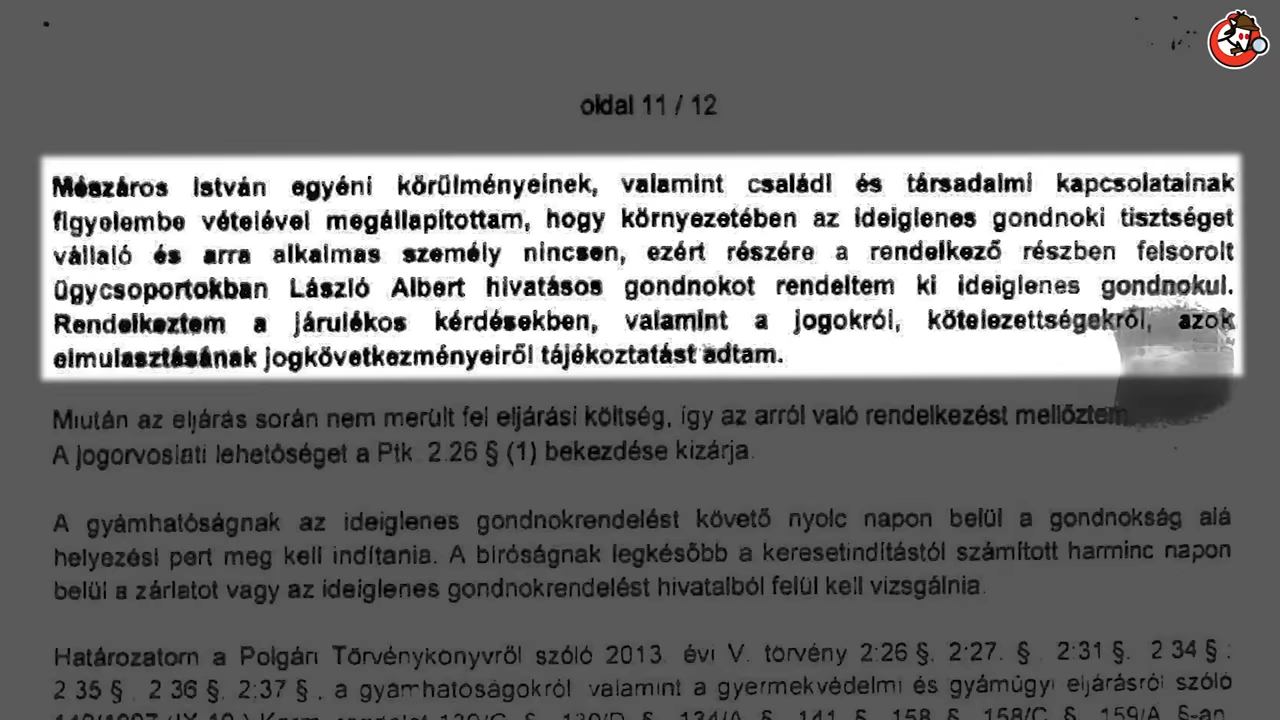 oldal 11 / 12
Mészáros István egyéni körülményeinek, valamint családi és társadalmi kapcsolatainak
figyelembe vételével megállapítottam, hogy környezetében az ideiglenes gondnoki tisztséget
vállaló és arra alkalmas személy nincsen, ezért részére a rendelkező részben felsorolt
ügycsoportokban László Albert hivatásos gondnokot rendeltem ki ideiglenes gondnokul.
Rendelkeztem a járulékos kérdésekben, valamint a jogokról, kötelezettségekről, azok
elmulasztásának jogkövetkezményeiről tájékoztatást adtam.
Miután az eljárás során nem merült fel eljárási költség, így az arról való rendelkezést mellőztem
A jogorvoslati lehetőséget a Ptk 2.26 § (1) bekezdése kizárja.
A gyámhatóságnak az ideiglenes gondnokrendelést követő nyolc napon belül a gondnokság alá
helyezési pert meg kell indítania. A bíróságnak legkésőbb a keresetindítástól számított harminc napon
belül a zárlatot vagy az ideiglenes gondnokrendelést hivatalból felül kell vizsgálnia.
Határozatom a Polgári Törvénykönyvről szóló 2013. évi V. törvény 2:26 §. 2:27. § 2:31 §. 2 34 § :
2 35 § 2 36 §. 2:37 § . a gyámhatóságokról valamint a gyermekvédelmi és gyámügyi eljárásról szóló